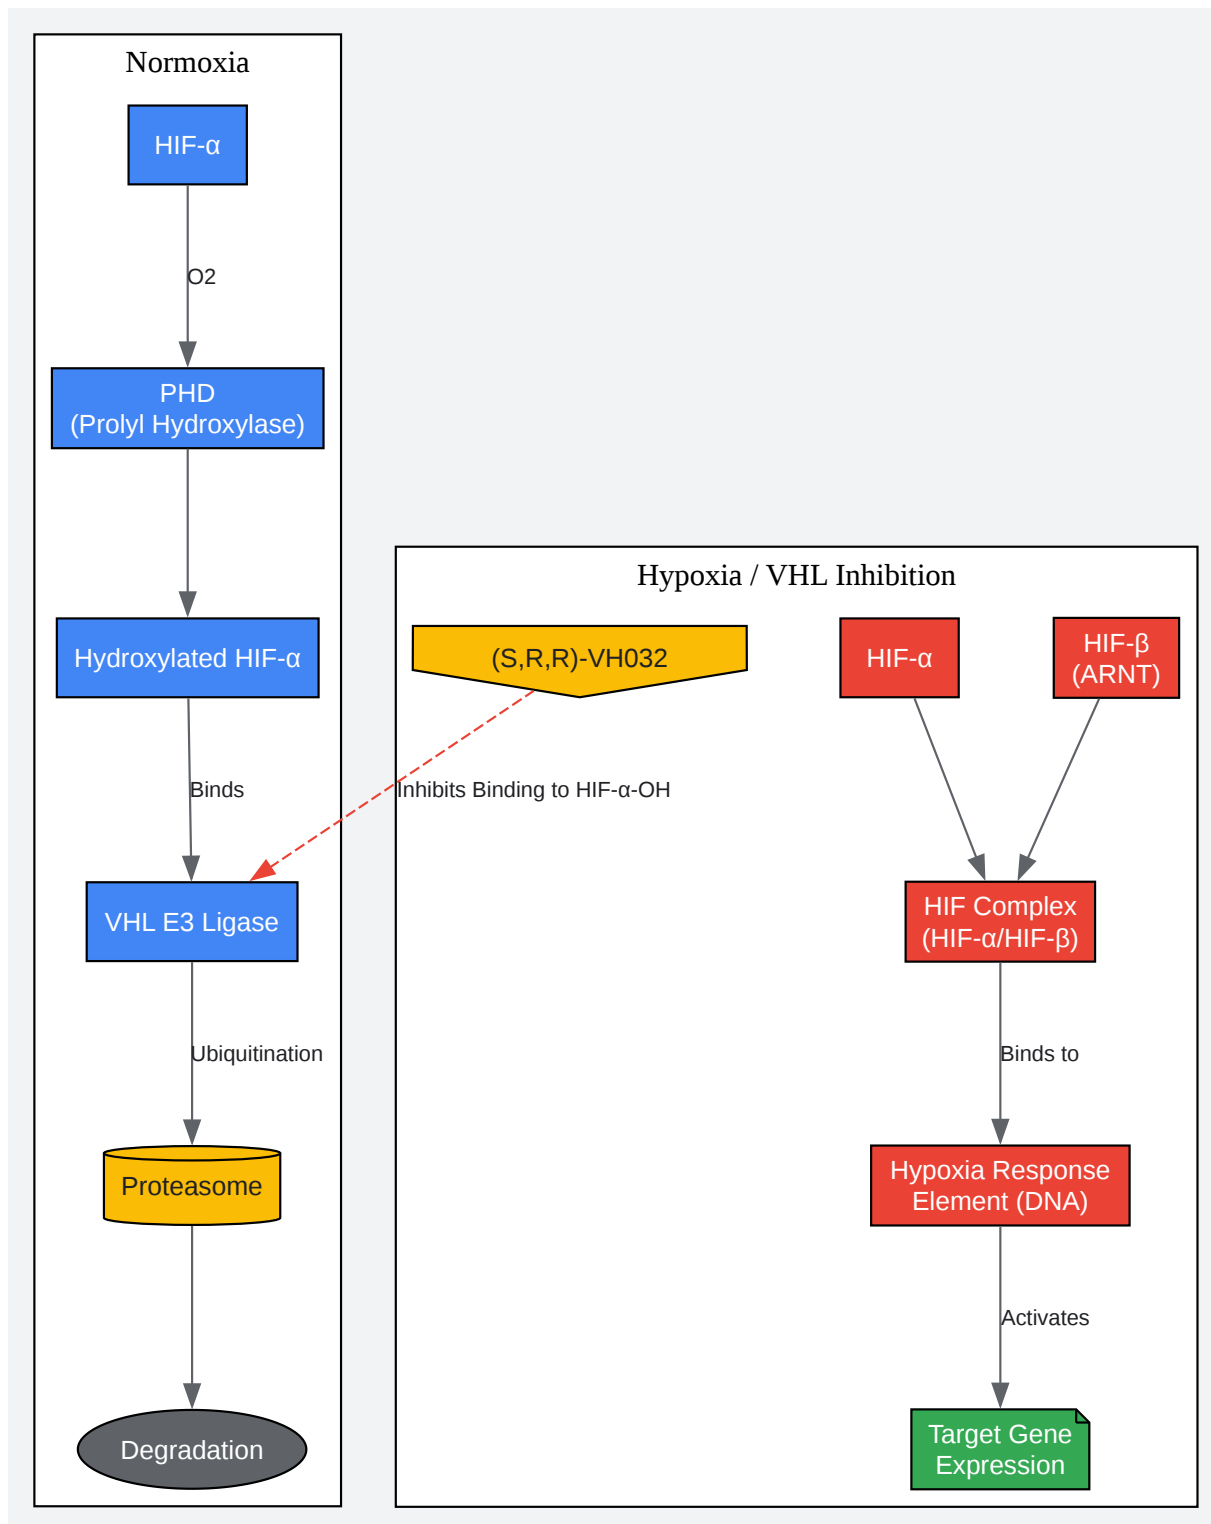 Normoxia
HIF-α
O2
PHD
(Prolyl Hydroxylase)
Hydroxylated HIF-α
Binds
VHL E3 Ligase
Ubiquitination
Proteasome
Degradation
Hypoxia / VHL Inhibition
(S,R,R)-VH032
Inhibits Binding to HIF-α-OH
HIF-α
HIF-β
(ARNT)
HIF Complex
(HIF-α/HIF-β)
Binds to
Hypoxia Response
Element (DNA)
Activates
Target Gene
Expression